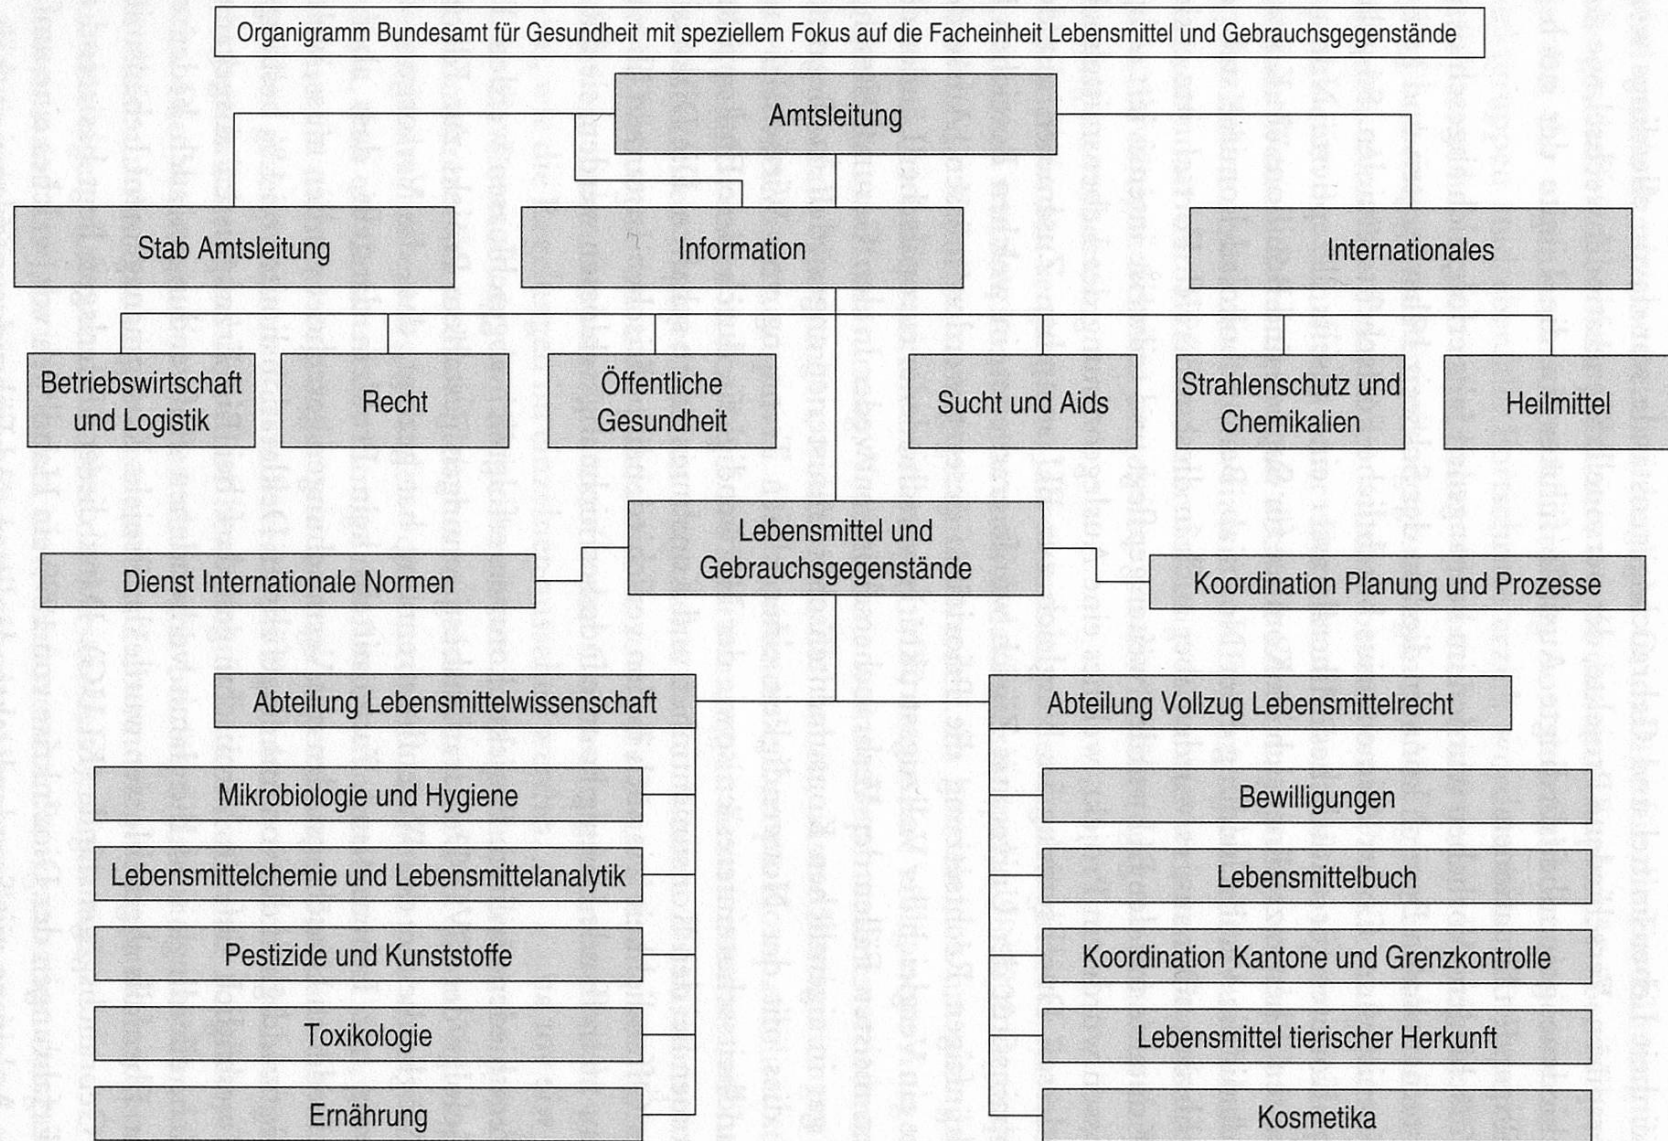 Organigramm Bundesamt für Gesundheit mit speziellem Fokus auf die Facheinheit Lebensmittel und Gebrauchsgegenstände
Amtsleitung
Stab Amtsleitung
Information
Internationales
Betriebswirtschaft
und Logistik
Recht
Öffentliche
Gesundheit
Sucht und Aids
Strahlenschutz und
Chemikalien
Heilmittel
Lebensmittel und
Gebrauchsgegenstände
Dienst Internationale Normen
Koordination Planung und Prozesse
Abteilung Lebensmittelwissenschaft
Mikrobiologie und Hygiene
Lebensmittelchemie und Lebensmittelanalytik
Pestizide und Kunststoffe
Toxikologie
Ernährung
Abteilung Vollzug Lebensmittelrecht
Bewilligungen
Lebensmittelbuch
Koordination Kantone und Grenzkontrolle
Lebensmittel tierischer Herkunft
Kosmetika